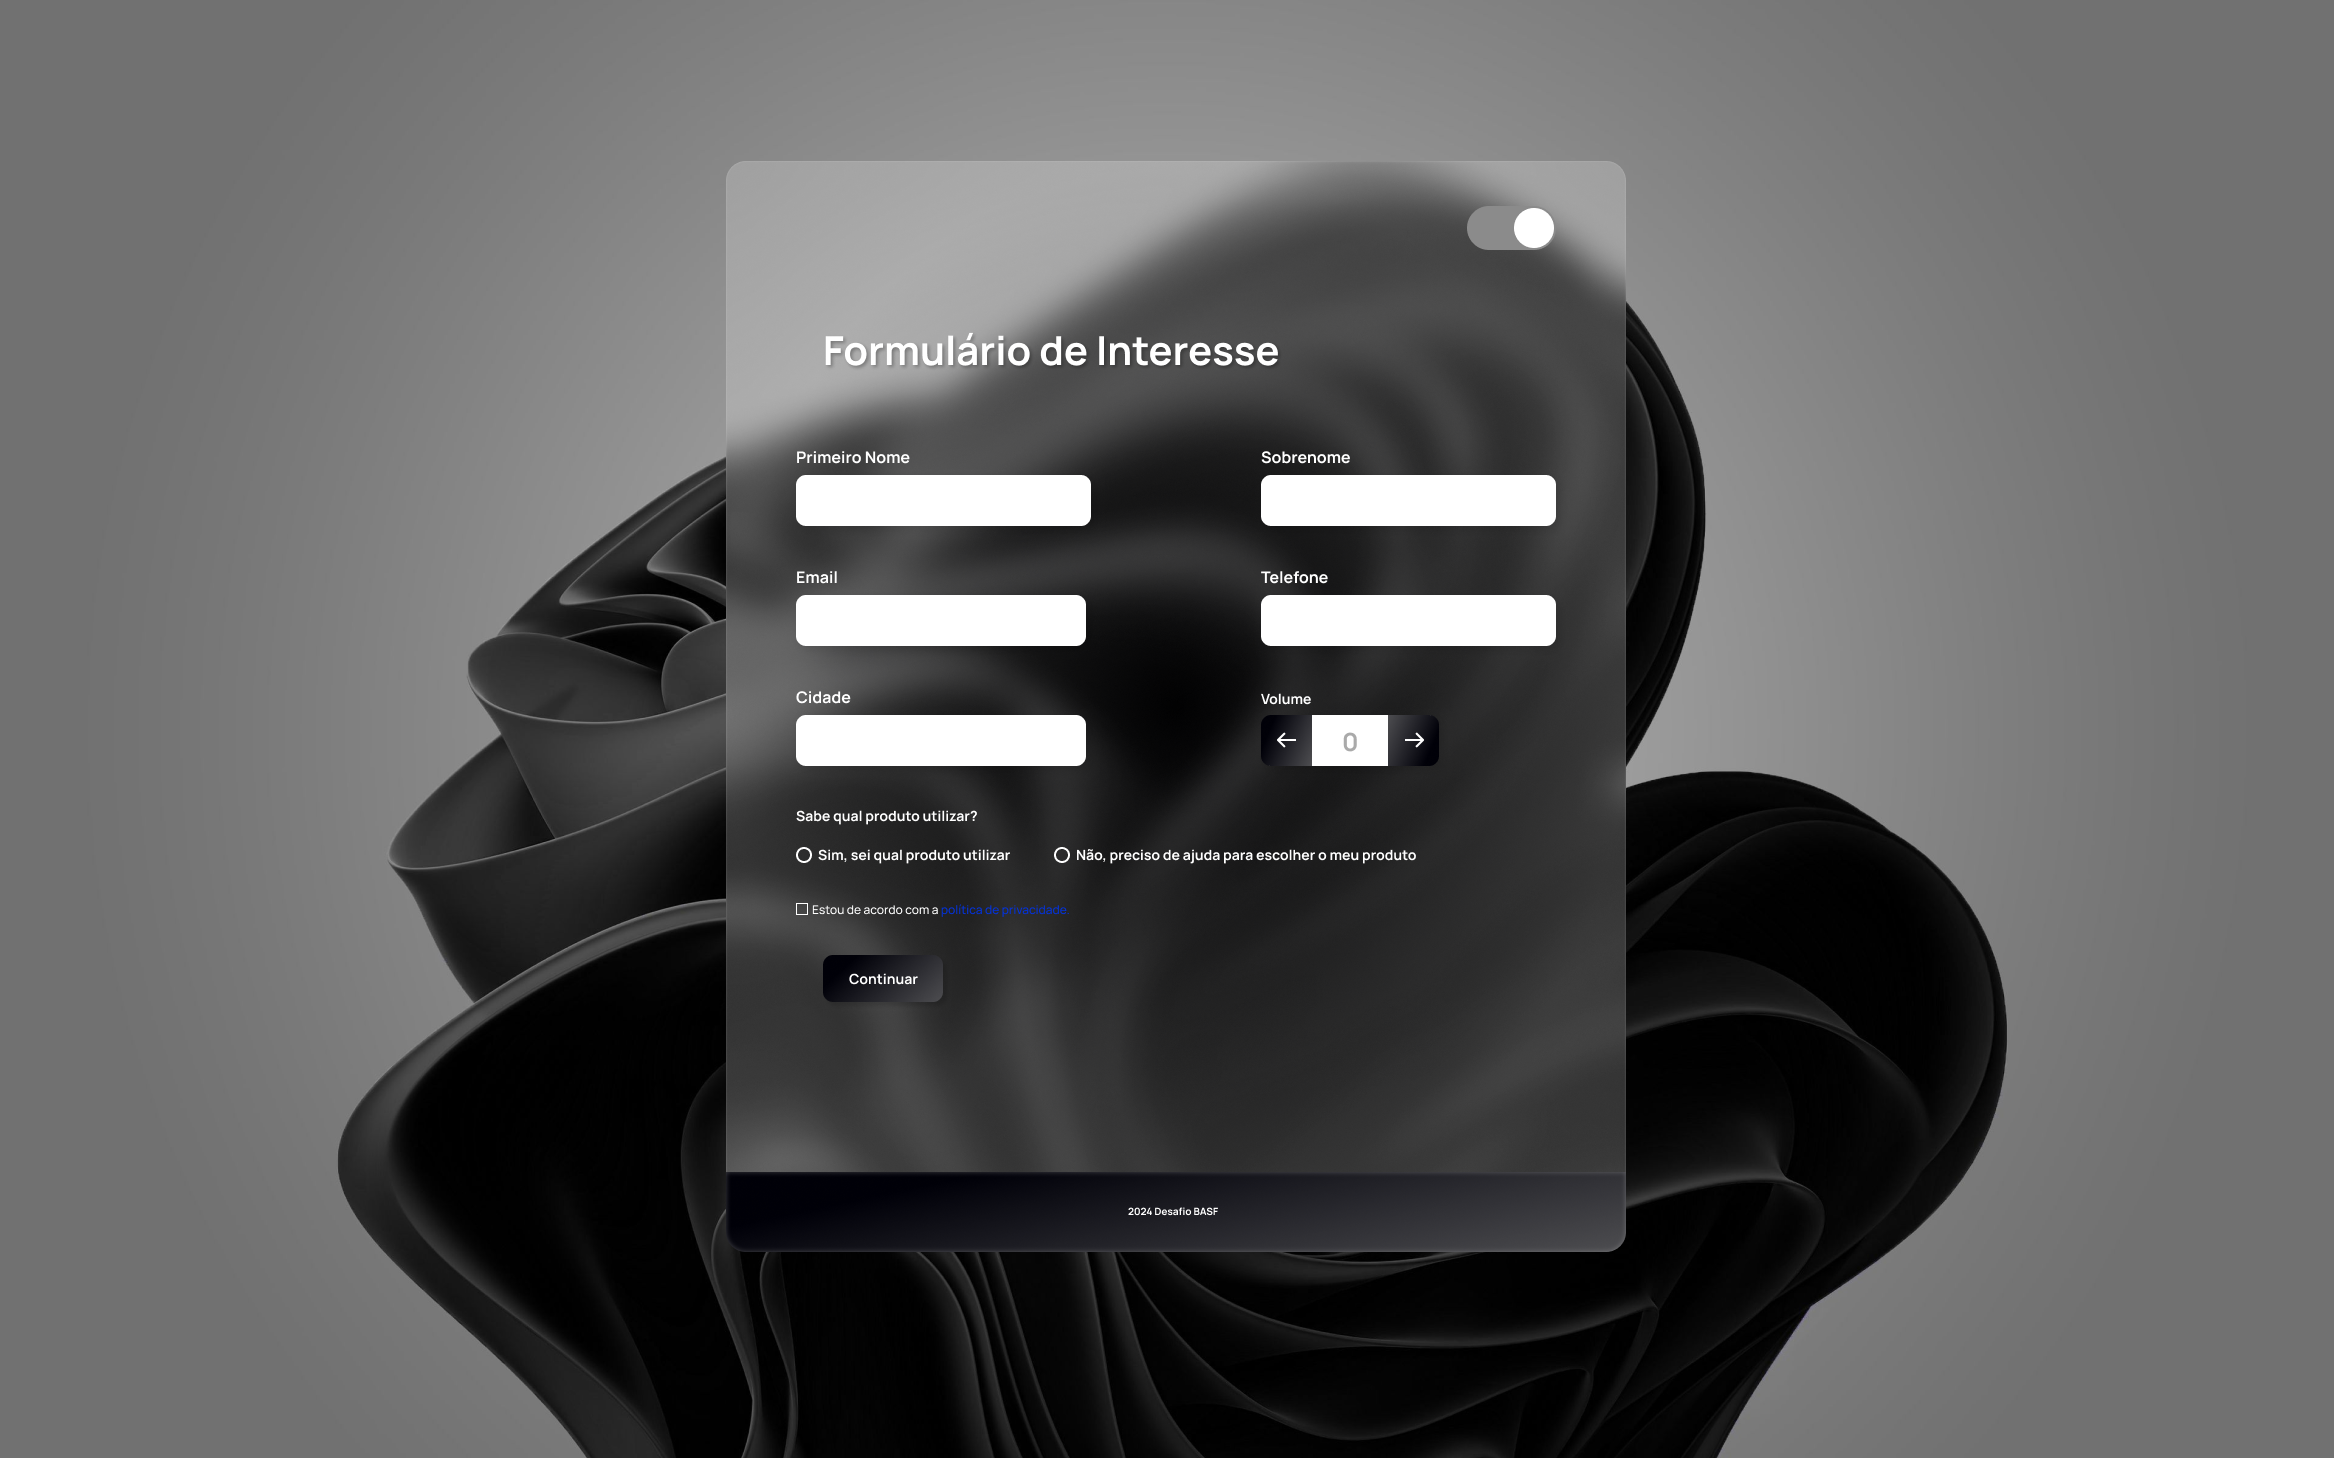 Formulário de Interesse
Primeiro Nome
Sobrenome
Email
Telefone
Cidade
Volume
0
Sabe qual produto utilizar?
Sim, sei qual produto utilizar
Não, preciso de ajuda para escolher o meu produto
Estou de acordo com a política de privacidade.
Continuar
2024 Desafio BASF